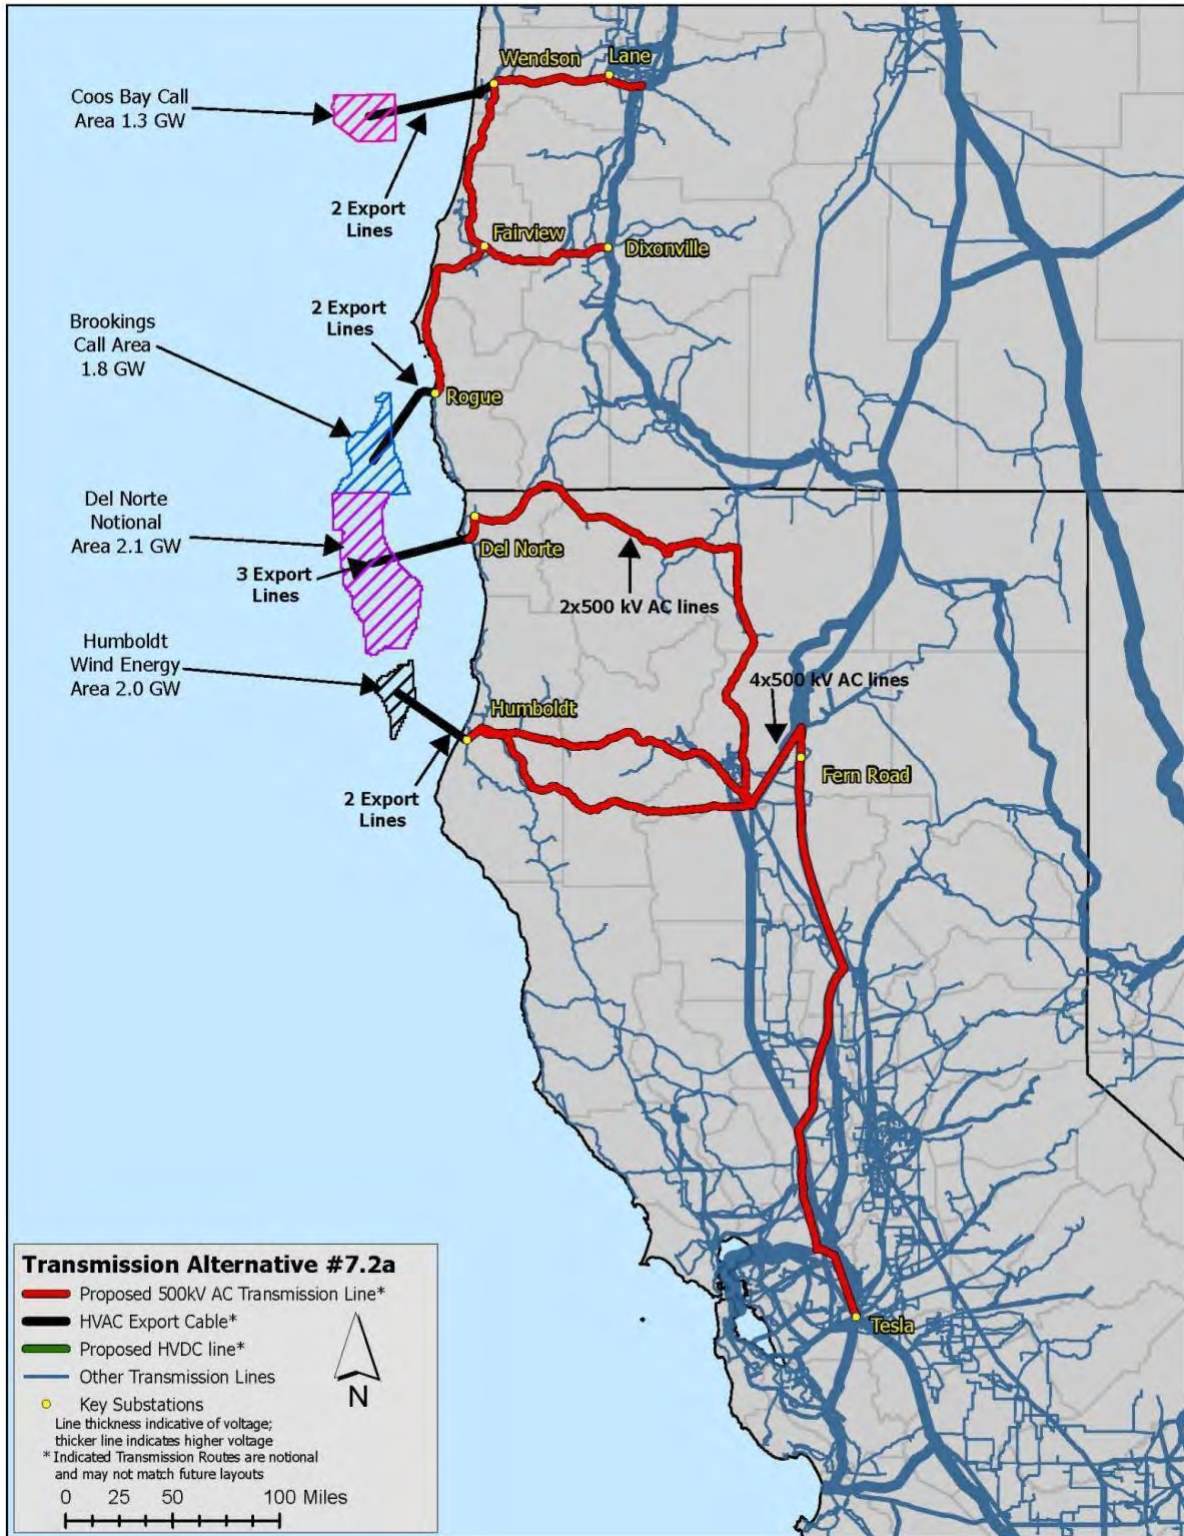 Wendson
Lane
Coos Bay Call
Area 1.3 GW
2 Export
Lines
Fairview
Dixonville
2 Export
Lines
Brookings
Call Area
1.8 GW
Rogue
Del Norte
Notional
Area 2.1 GW
Del Norte
3 Export
Lines
2x500 kV AC lines
Humboldt
Wind Energy
Area 2.0 GW
4x500 kV AC lines
Humboldt
Fern Road
2 Export
Lines
Transmission Alternative #7.2a
Proposed 500kV AC Transmission Line*
HVAC Export Cable*
Proposed HVDC line*
Other Transmission Lines
Key Substations
Line thickness indicative of voltage;
thicker line indicates higher voltage
* Indicated Transmission Routes are notional
and may not match future layouts
N
0 25 50 100 Miles
Tesla